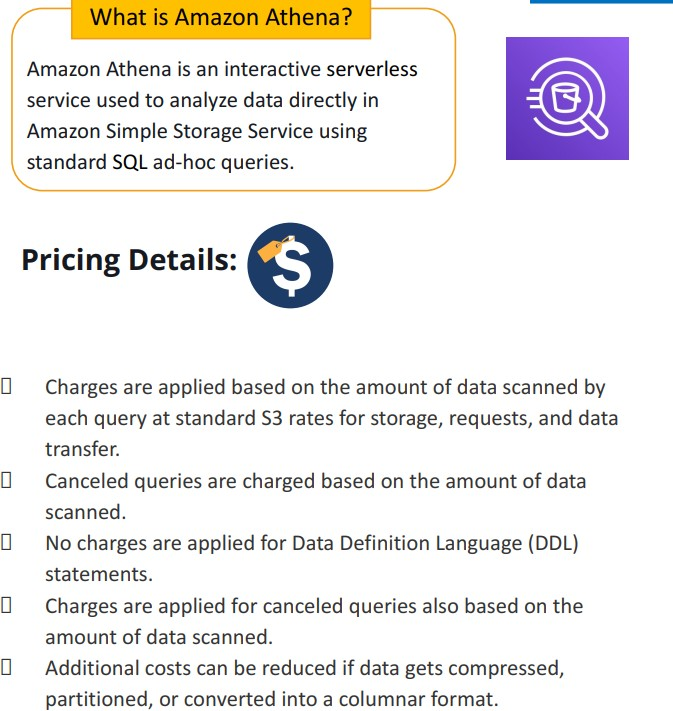 What is Amazon Athena?
Amazon Athena is an interactive serverless
service used to analyze data directly in
Amazon Simple Storage Service using
standard SQL ad-hoc queries.
Pricing Details:
$
Charges are applied based on the amount of data scanned by
each query at standard S3 rates for storage, requests, and data
transfer.
Canceled queries are charged based on the amount of data
scanned.
No charges are applied for Data Definition Language (DDL)
statements.
Charges are applied for canceled queries also based on the
amount of data scanned.
Additional costs can be reduced if data gets compressed,
partitioned, or converted into a columnar format.